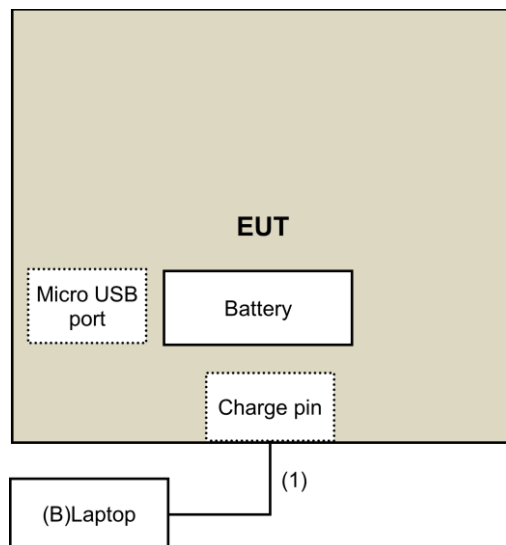 EUT
Micro USB
port
Battery
Charge pin
(1)
(B)Laptop